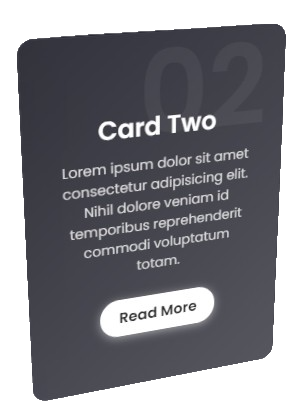 02
Card Two
Lorem ipsum dolor sit amet
consectetur adipisicing elit.
Nihil dolore veniam id
temporibus reprehenderit
commodi voluptatum
totam.
Read More